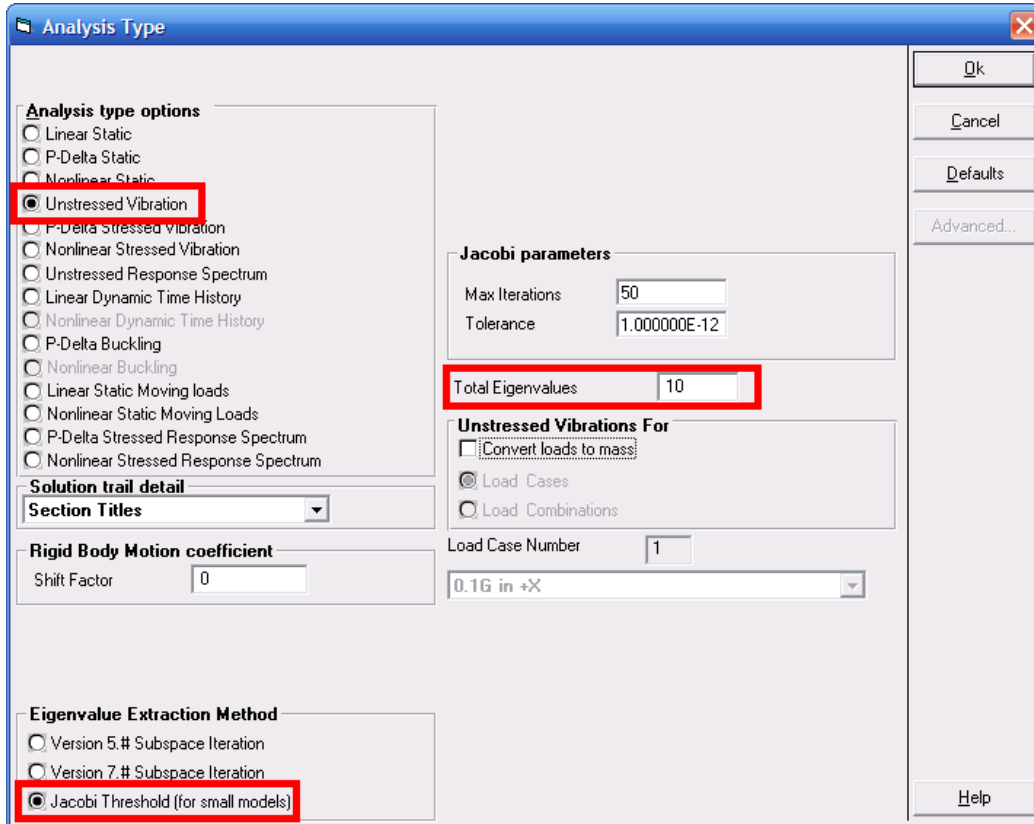 Analysis Type
Analysis type options
Linear Static
P-Delta Static
Nonlinear Static
Unstressed Vibration
P-Delta Stressed Vibration
Nonlinear Stressed Vibration
Unstressed Response Spectrum
Linear Dynamic Time History
Nonlinear Dynamic Time History
P-Delta Buckling
Nonlinear Buckling
Linear Static Moving loads
Nonlinear Static Moving Loads
P-Delta Stressed Response Spectrum
Nonlinear Stressed Response Spectrum
Solution trail detail
Section Titles
Rigid Body Motion coefficient
Shift Factor 0
Eigenvalue Extraction Method
Version 5.# Subspace Iteration
Version 7.# Subspace Iteration
Jacobi Threshold (for small models)
Jacobi parameters
Max Iterations 50
Tolerance 1.000000E-12
Total Eigenvalues 10
Unstressed Vibrations For
Convert loads to mass
Load Cases
Load Combinations
Load Case Number 1
0.1G in +X
Ok
Cancel
Defaults
Advanced...
Help